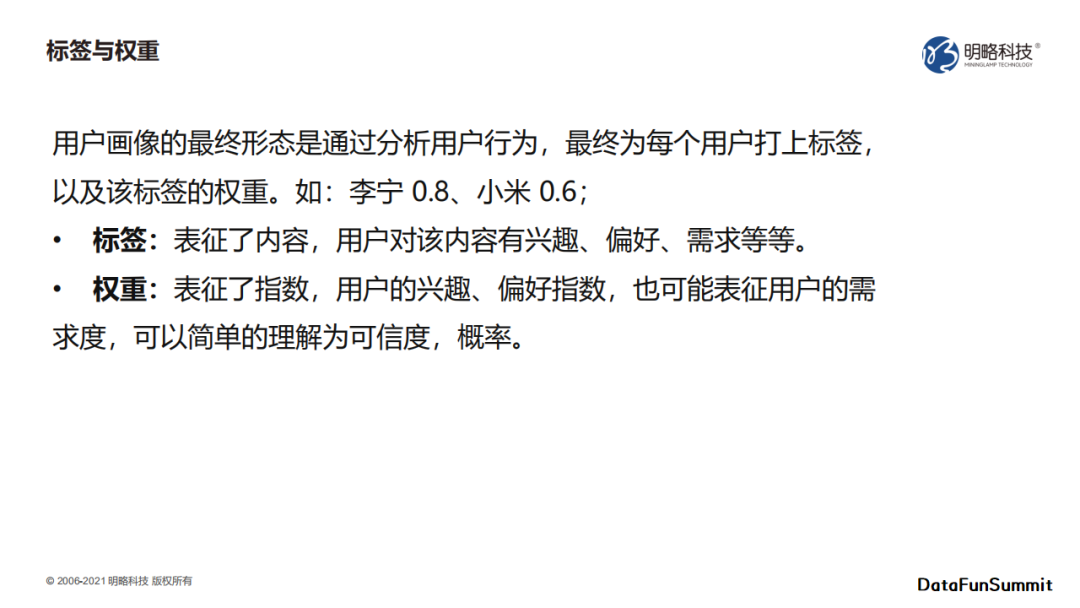 标签与权重
明略科技®
MININGLAMP TECHNOLOGY
用户画像的最终形态是通过分析用户行为，最终为每个用户打上标签，
以及该标签的权重。如：李宁 0.8、小米 0.6；
• 标签：表征了内容，用户对该内容有兴趣、偏好、需求等等。
• 权重：表征了指数，用户的兴趣、偏好指数，也可能表征用户的需
求度，可以简单的理解为可信度，概率。
© 2006-2021 明略科技 版权所有
DataFunSummit